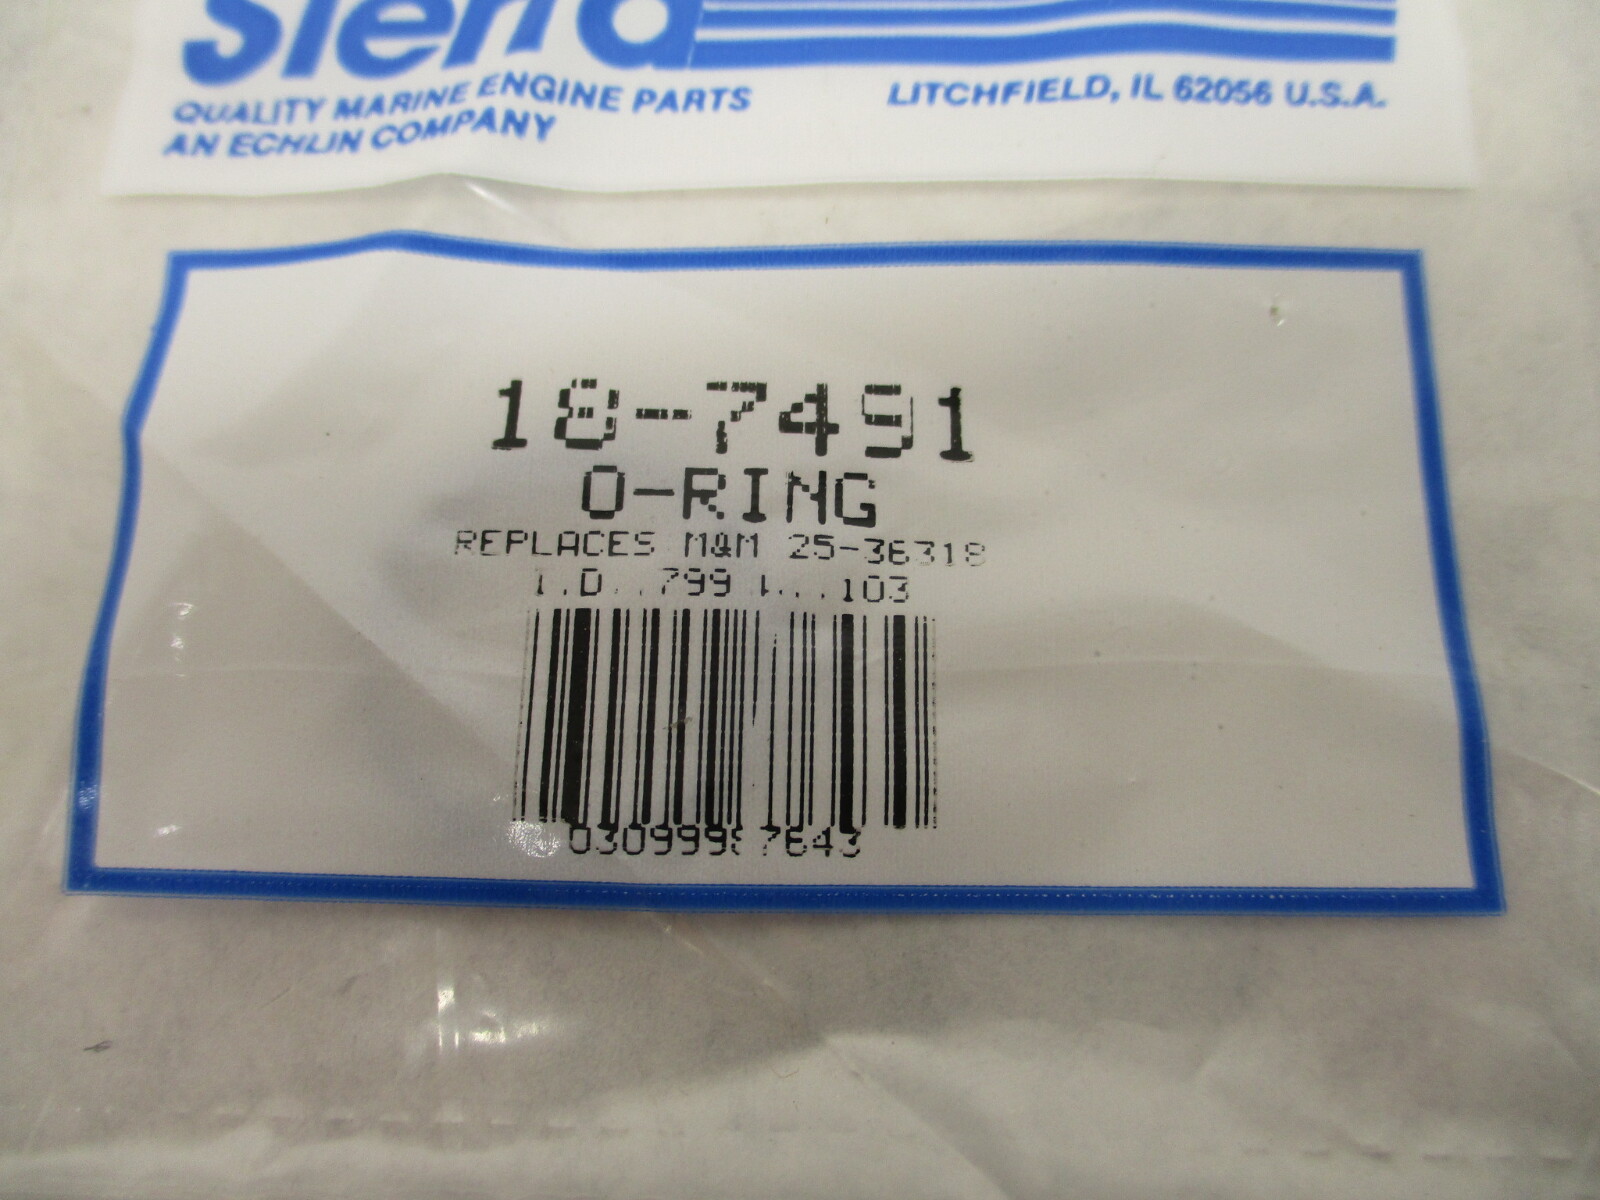 Sierra
QUALITY MARINE ENGINE PARTS
AN ECHLIN COMPANY
LITCHFIELD, IL 62056 U.S.A.
18-7491
O-RING
REPLACES M&M 25-36318
I.D. .799 .103